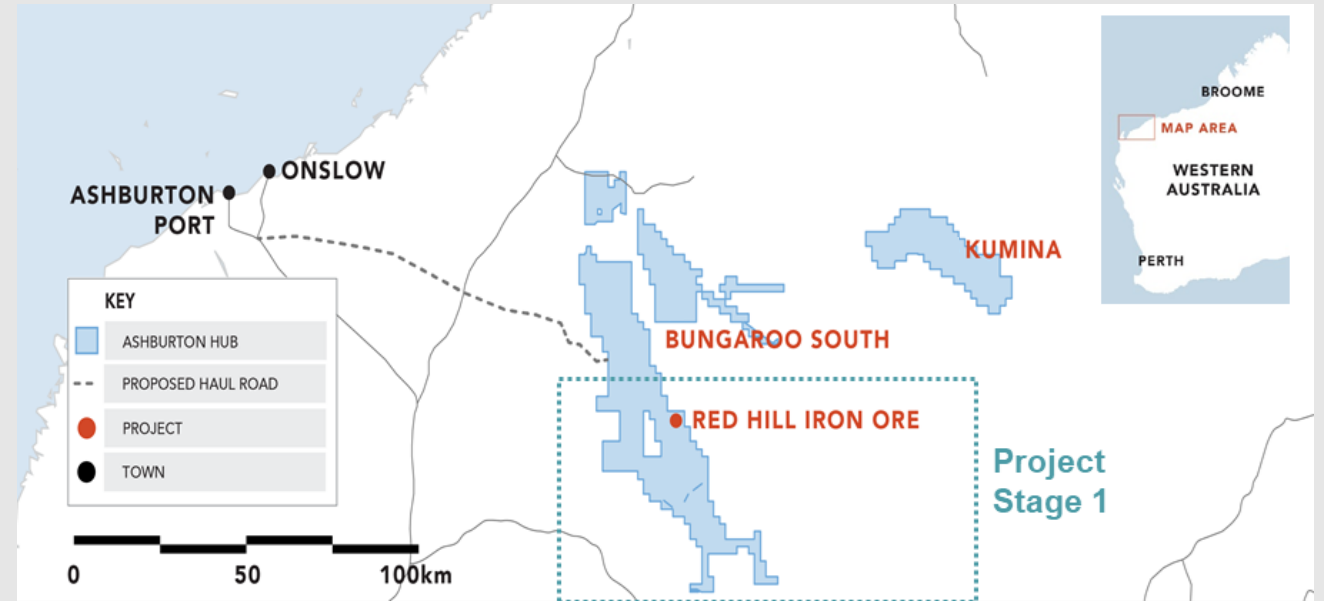 ONSLOW
ASHBURTON
PORT
KUMINA
BUNGAROO SOUTH
RED HILL IRON ORE
Project
Stage 1
KEY
ASHBURTON HUB
PROPOSED HAUL ROAD
PROJECT
TOWN
0 50 100km
BROOME
MAP AREA
WESTERN
AUSTRALIA
PERTH